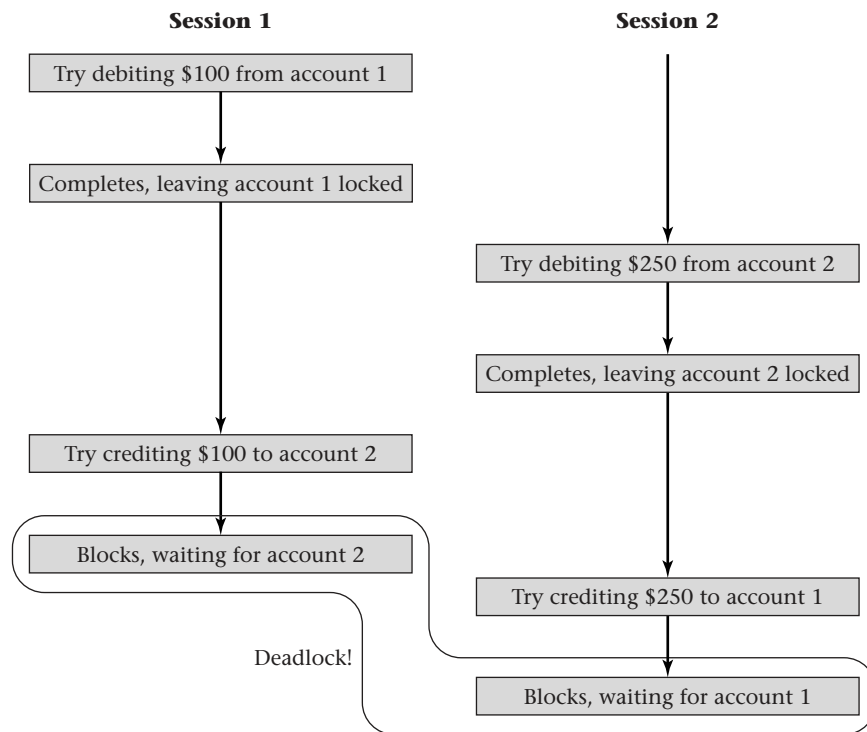 Session 1
Session 2
Try debiting $100 from account 1
Completes, leaving account 1 locked
Try debiting $250 from account 2
Completes, leaving account 2 locked
Try crediting $100 to account 2
Blocks, waiting for account 2
Try crediting $250 to account 1
Deadlock!
Blocks, waiting for account 1